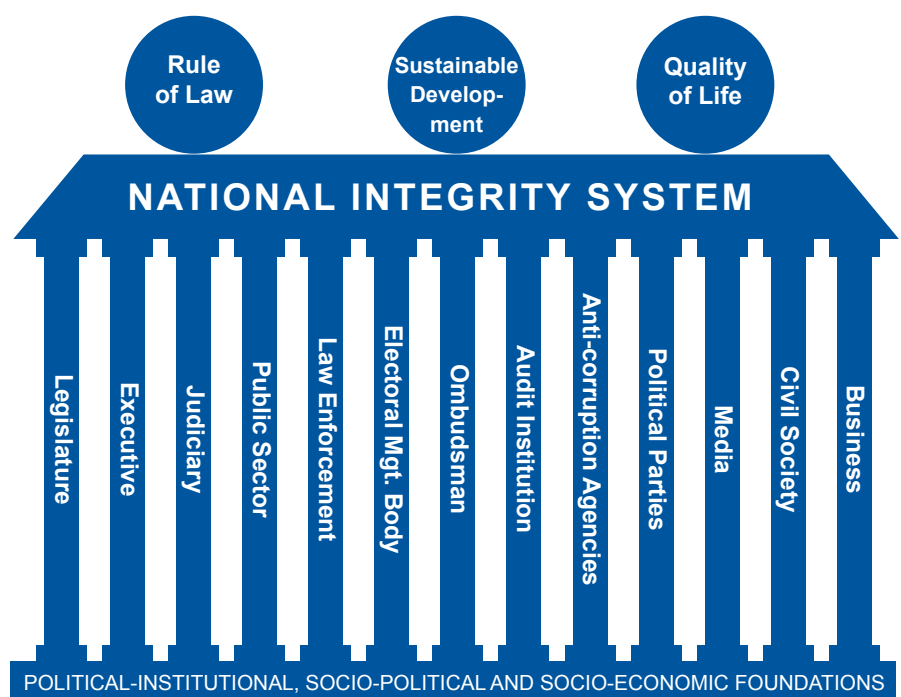 Rule
of Law
Sustainable
Develop-
ment
Quality
of Life
NATIONAL INTEGRITY SYSTEM
Legislature
Executive
Judiciary
Public Sector
Law Enforcement
Electoral Mgt. Body
Ombudsman
Audit Institution
Anti-corruption Agencies
Political Parties
Media
Civil Society
Business
POLITICAL-INSTITUTIONAL, SOCIO-POLITICAL AND SOCIO-ECONOMIC FOUNDATIONS